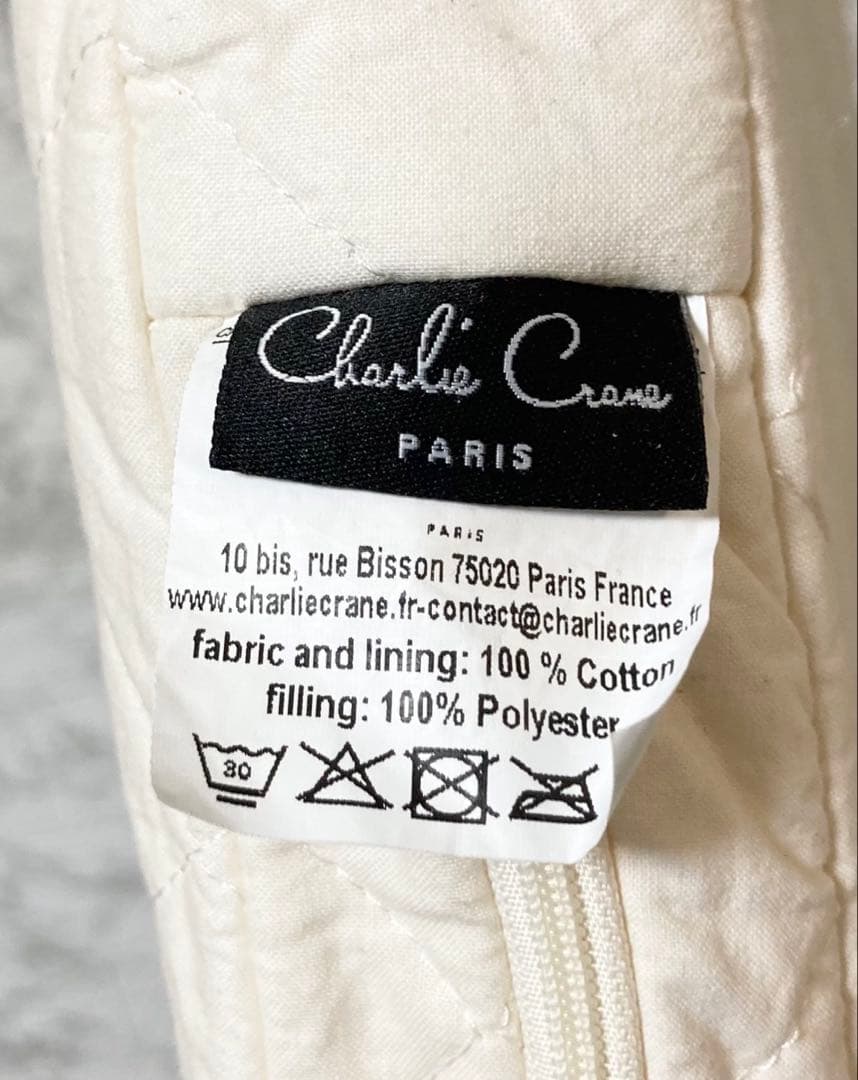 Charlie Crane
PARIS
PARIS
10 bis, rue Bisson 75020 Paris France
www.charliecrane.fr-contact@charliecrane.fr
fabric and lining: 100 % Cotton
filling: 100% Polyester
30